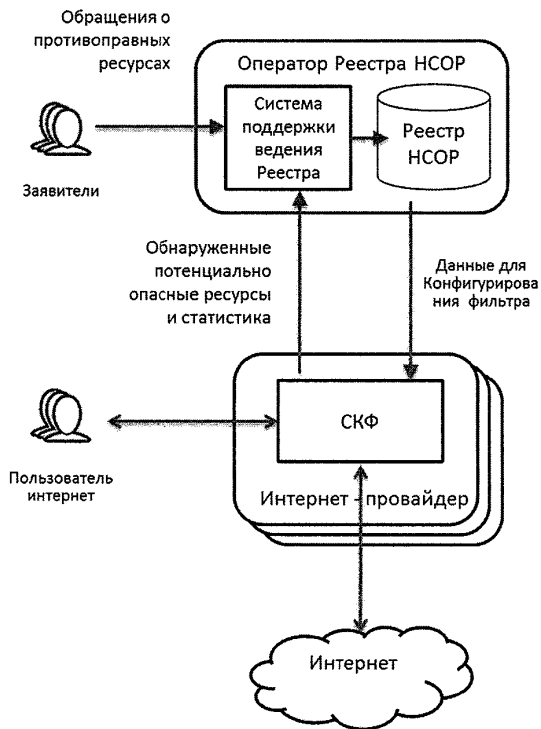 Обращения о
противоправных
ресурсах
Оператор Реестра НСОР
Система
поддержки
ведения
Реестра
Реестр
НСОР
Заявители
Обнаруженные
потенциально
опасные ресурсы
и статистика
Данные для
Конфигурирова
ния фильтра
СКФ
Пользователь
интернет
Интернет - провайдер
Интернет